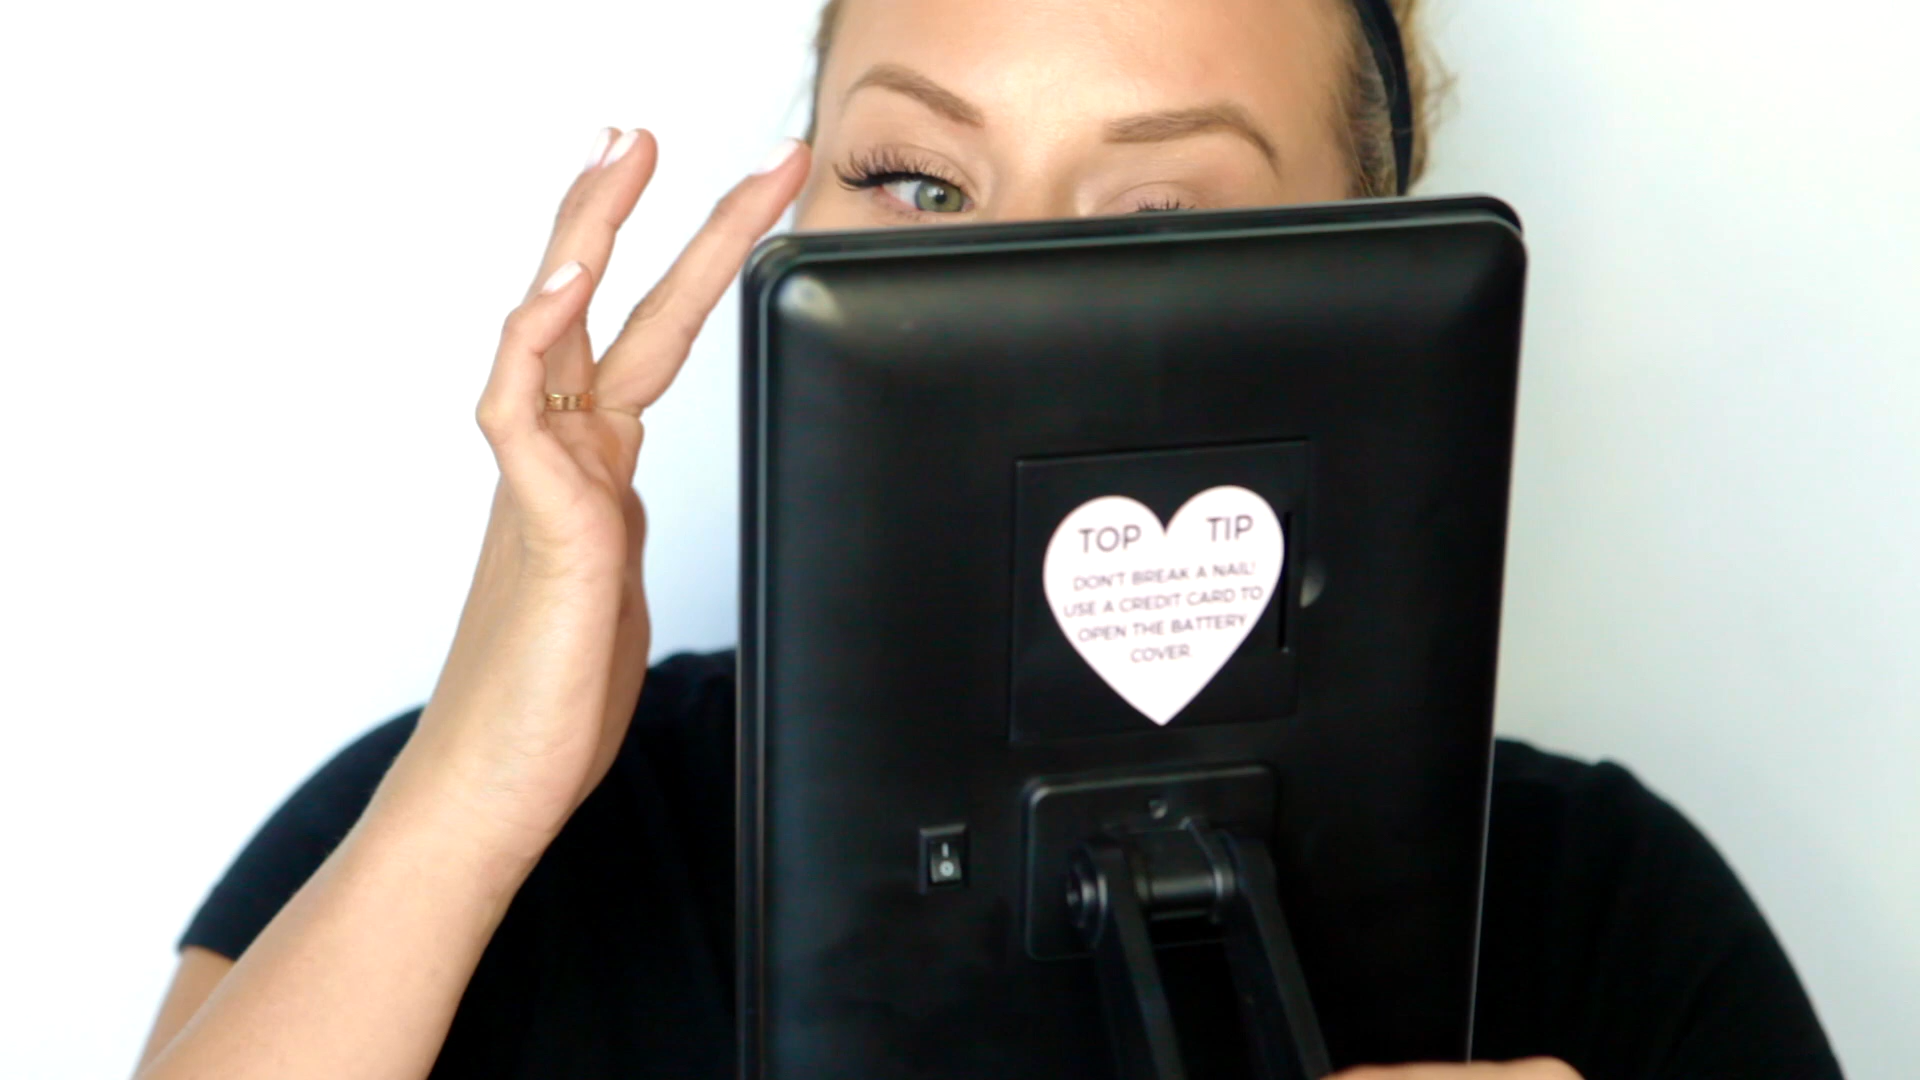 TOP TIP
DON'T BREAK A NAIL!
USE A CREDIT CARD TO
OPEN THE BATTERY
COVER